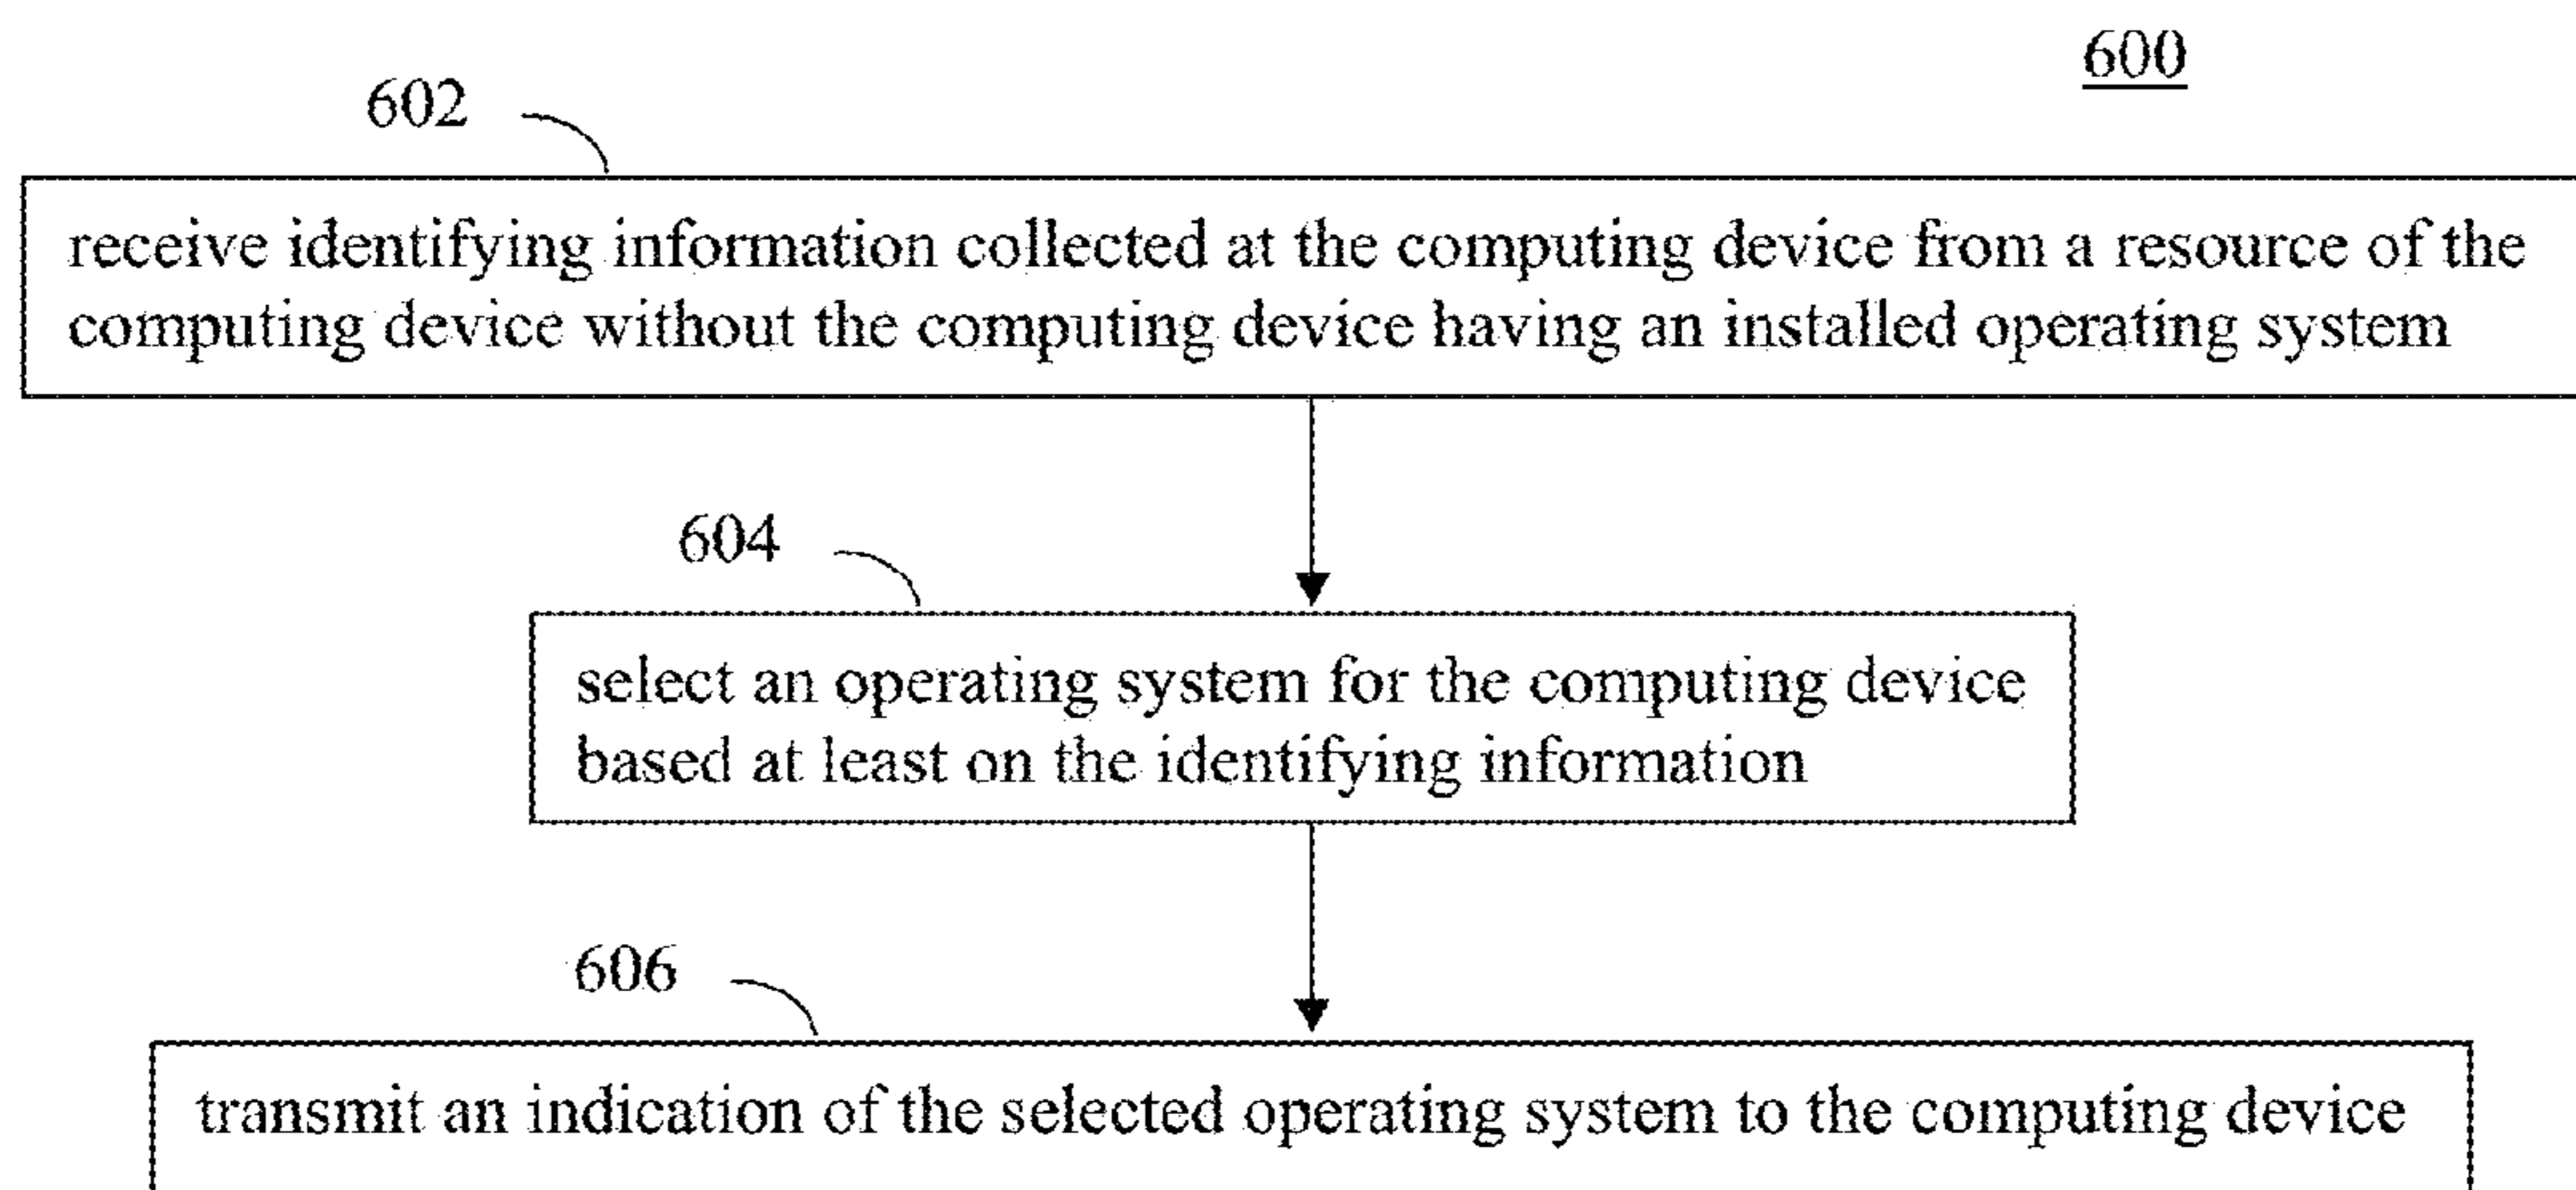 600
602
receive identifying information collected at the computing device from a resource of the
computing device without the computing device having an installed operating system
604
select an operating system for the computing device
based at least on the identifying information
606
transmit an indication of the selected operating system to the computing device